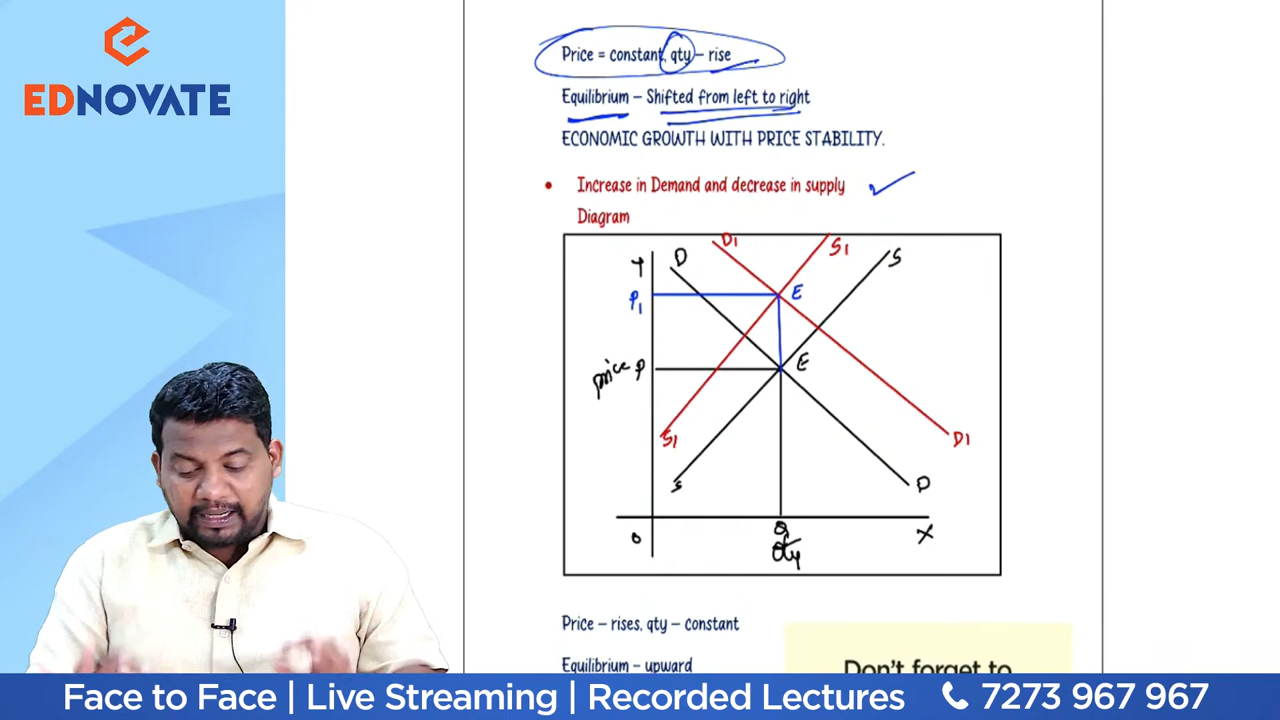 EDNOVATE
Price = constant, qty – rise
Equilibrium – Shifted from left to right
ECONOMIC GROWTH WITH PRICE STABILITY.
• Increase in Demand and decrease in supply
Diagram
D1
S1
Y
D
S
P1
E
price P
E
S1
D1
S
D
O
Q
Qty
X
Price – rises, qty – constant
Equilibrium – upward
Don't forget to
Face to Face | Live Streaming | Recorded Lectures 7273 967 967